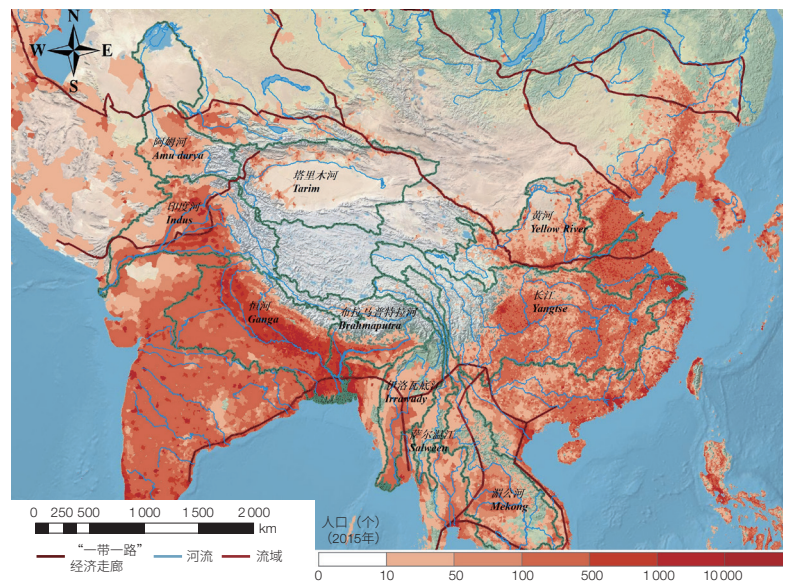 N
W
E
S
阿姆河
Amu darya
塔里木河
Tarim
印度河
Indus
黄河
Yellow River
恒河
Ganga
布拉马普特拉河
Brahmaputra
长江
Yangtse
伊洛瓦底江
Irrawady
萨尔温江
Salween
湄公河
Mekong
0 250 500 1 000 1 500 2 000
km
“一带一路”
经济走廊
河流
流域
人口（个）
（2015年）
0 10 50 100 500 1 000 10 000